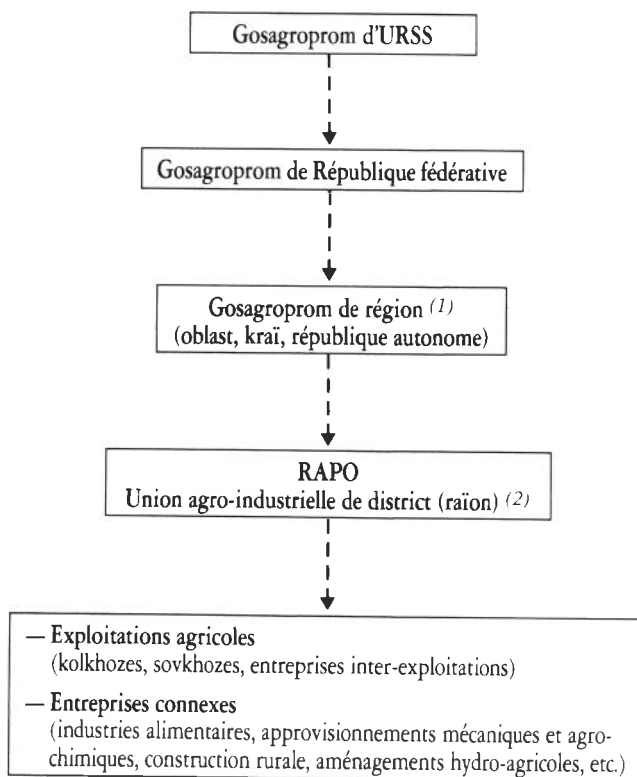 Gosagroprom d'URSS
Gosagroprom de République fédérative
Gosagroprom de région (1)
(oblast, kraï, république autonome)
RAPO
Union agro-industrielle de district (raïon) (2)
— Exploitations agricoles
(kolkhozes, sovkhozes, entreprises inter-exploitations)
— Entreprises connexes
(industries alimentaires, approvisionnements mécaniques et agro-
chimiques, construction rurale, aménagements hydro-agricoles, etc.)